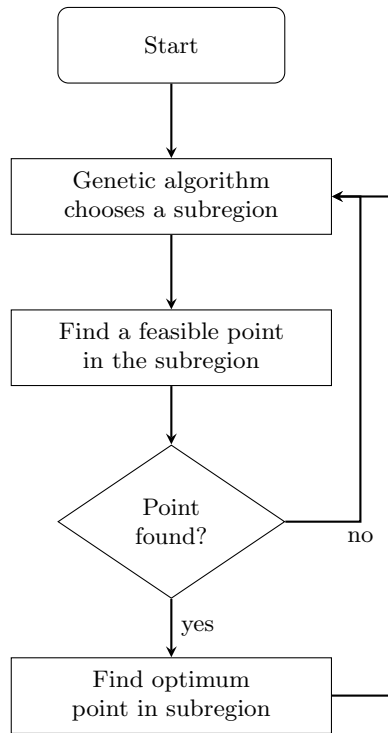 Start
Genetic algorithm
chooses a subregion
Find a feasible point
in the subregion
Point
found?
no
yes
Find optimum
point in subregion